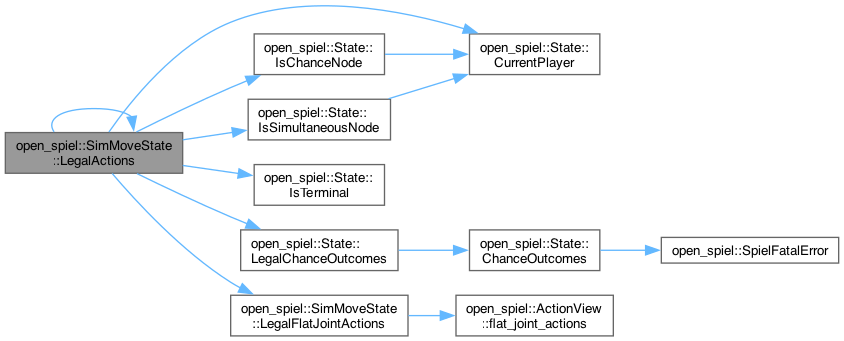 open_spiel::SimMoveState
::LegalActions
open_spiel::State::
IsChanceNode
open_spiel::State::
CurrentPlayer
open_spiel::State::
IsSimultaneousNode
open_spiel::State::
IsTerminal
open_spiel::State::
LegalChanceOutcomes
open_spiel::State::
ChanceOutcomes
open_spiel::SpielFatalError
open_spiel::SimMoveState
::LegalFlatJointActions
open_spiel::ActionView
::flat_joint_actions